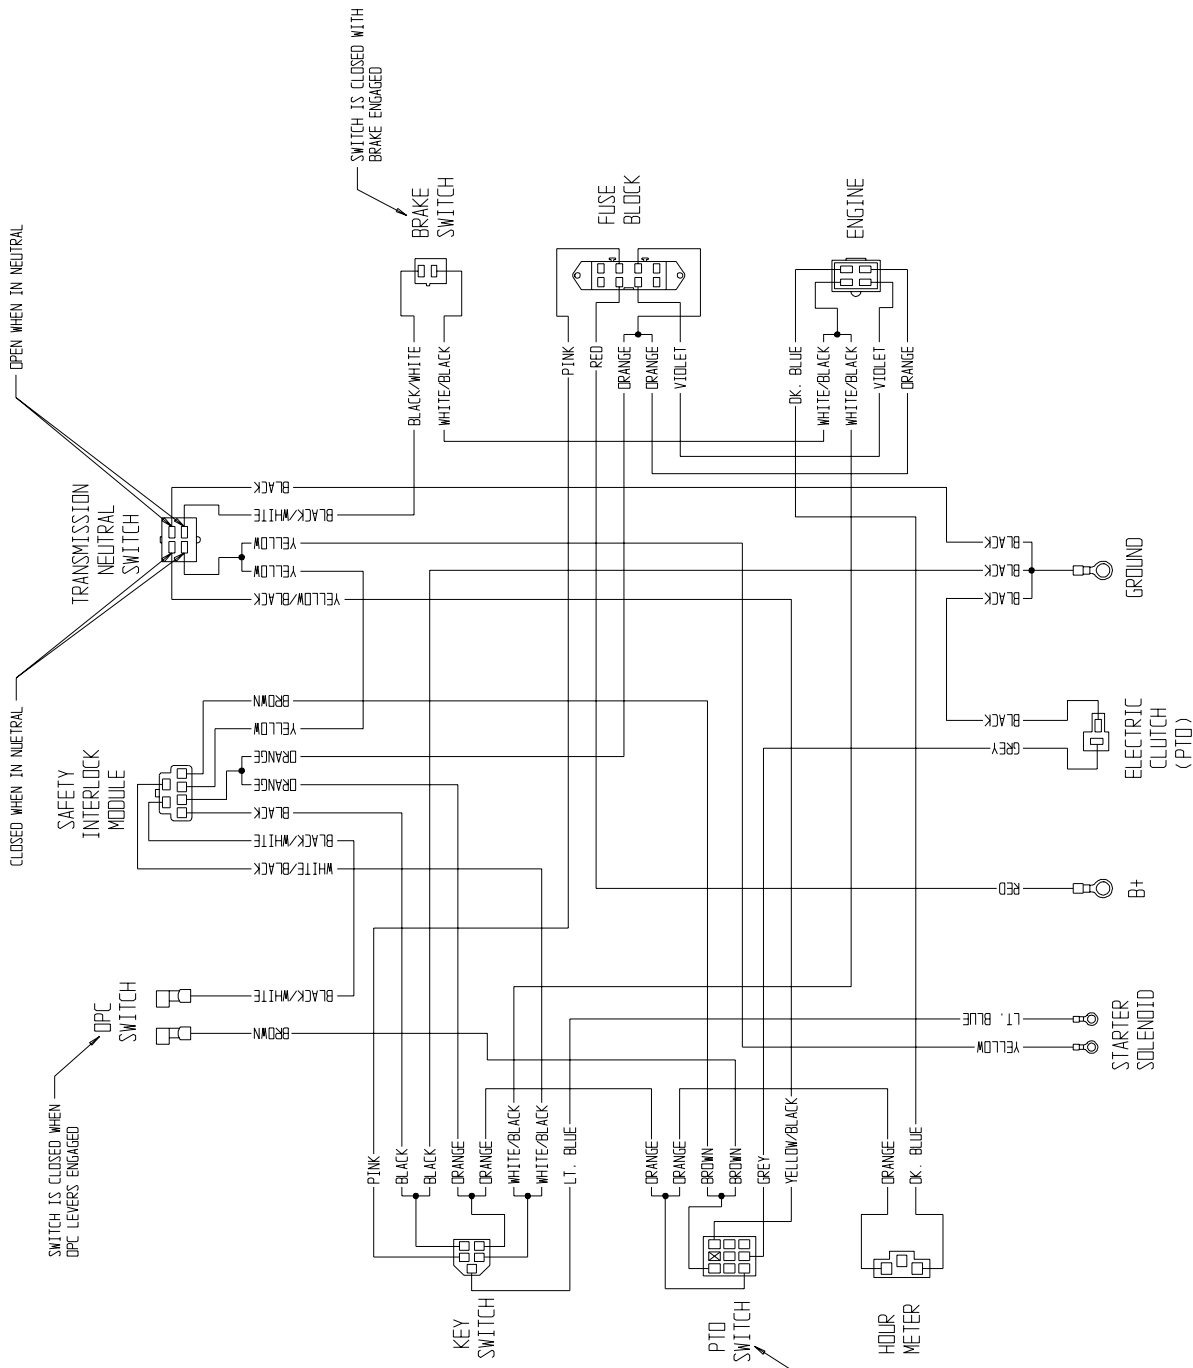 SWITCH IS CLOSED WITH
BRAKE ENGAGED
OPEN WHEN IN NEUTRAL
BRAKE
SWITCH
FUSE
BLOCK
ENGINE
BLACK/WHITE
WHITE/BLACK
PINK
RED
ORANGE
ORANGE
VIOLET
DK. BLUE
WHITE/BLACK
WHITE/BLACK
VIOLET
ORANGE
TRANSMISSION
NEUTRAL
SWITCH
BLACK
BLACK/WHITE
YELLOW
YELLOW
YELLOW/BLACK
BLACK
BLACK
BLACK
GROUND
CLOSED WHEN IN NUETRAL
SAFETY
INTERLOCK
MODULE
BROWN
YELLOW
ORANGE
ORANGE
BLACK
BLACK/WHITE
WHITE/BLACK
BLACK
GREY
ELECTRIC
CLUTCH
(PTO)
RED
B+
OPC
SWITCH
BLACK/WHITE
BROWN
LT. BLUE
YELLOW
STARTER
SOLENOID
SWITCH IS CLOSED WHEN
OPC LEVERS ENGAGED
PINK
BLACK
BLACK
ORANGE
ORANGE
WHITE/BLACK
WHITE/BLACK
LT. BLUE
ORANGE
ORANGE
BROWN
BROWN
GREY
YELLOW/BLACK
ORANGE
DK. BLUE
KEY
SWITCH
PTO
SWITCH
HOUR
METER